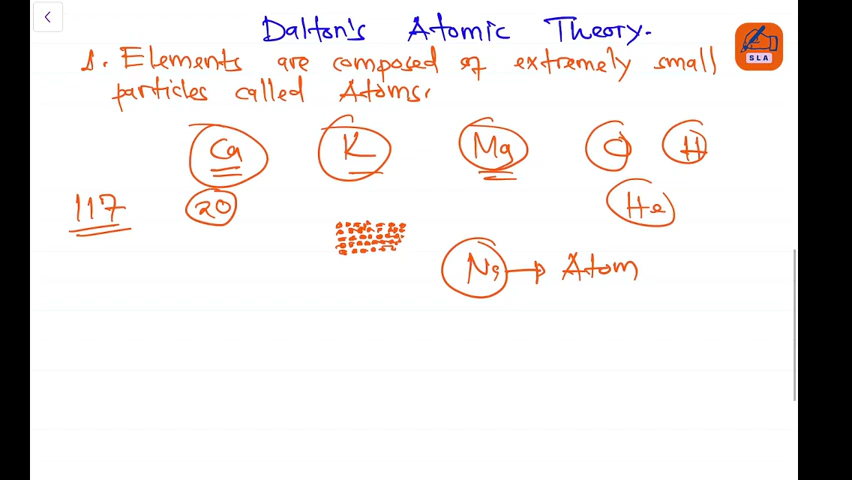 Dalton's Atomic Theory.
1. Elements are composed of extremely small
particles called Atoms.
SLA
Ca K Mg C H
117 20 He
Na → Atom